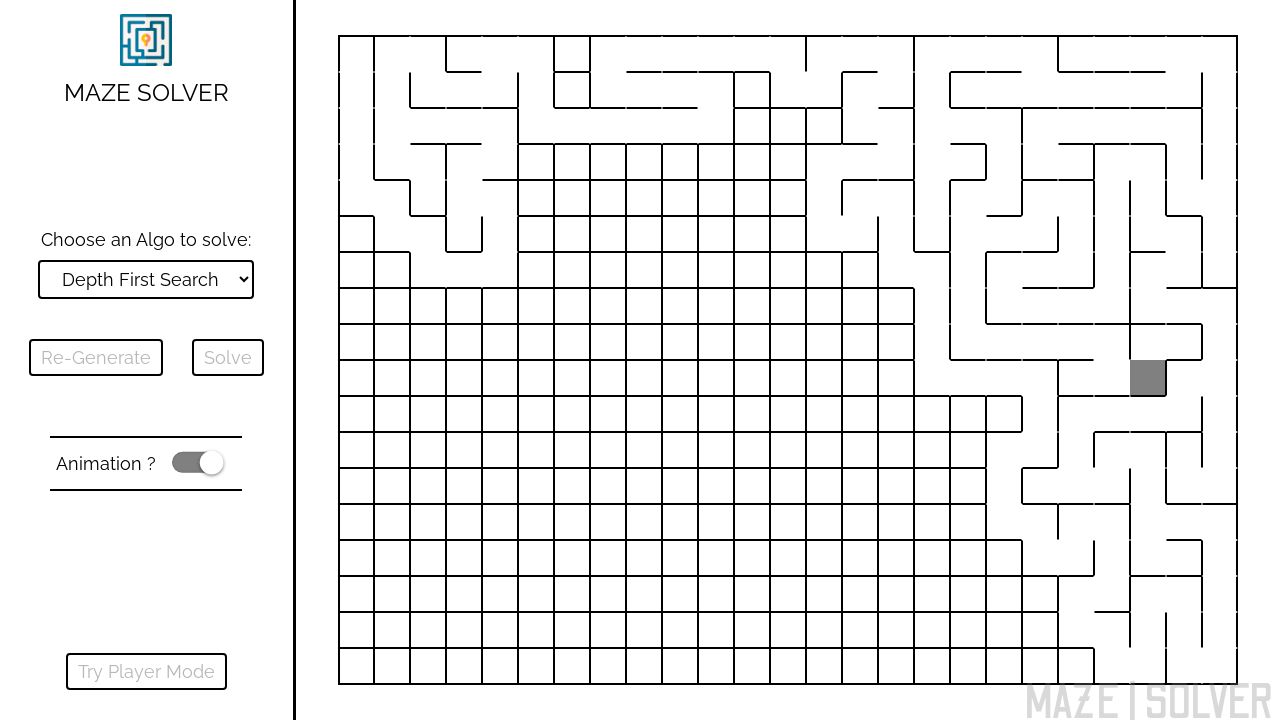 MAZE SOLVER
Choose an Algo to solve:
Depth First Search
Re-Generate
Solve
Animation ?
Try Player Mode
MAZE | SOLVER